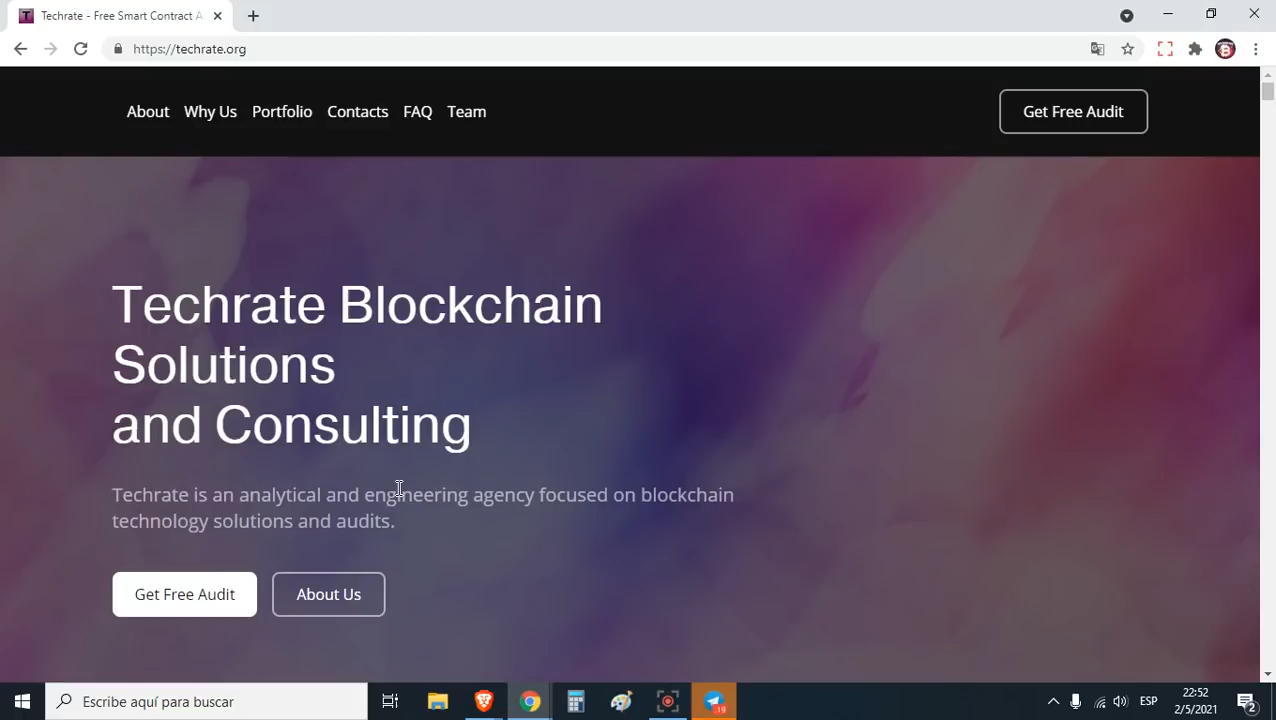 Techrate - Free Smart Contract A
https://techrate.org
About Why Us Portfolio Contacts FAQ Team
Get Free Audit
Techrate Blockchain
Solutions
and Consulting
Techrate is an analytical and engineering agency focused on blockchain
technology solutions and audits.
Get Free Audit
About Us
Escribe aquí para buscar
19
ESP
22:52
2/5/2021
2